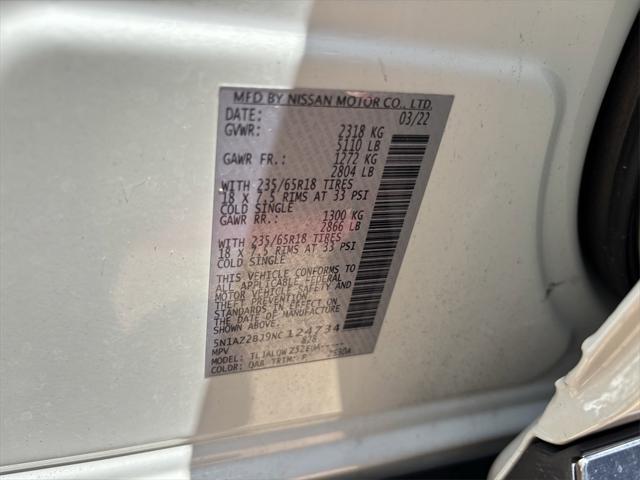 MFD BY NISSAN MOTOR CO., LTD.
DATE: 03/22
GVWR: 2318 KG
5110 LB
GAWR FR.: 1272 KG
2804 LB
WITH 235/65R18 TIRES
18 X 7.5 RIMS AT 33 PSI
COLD SINGLE
GAWR RR.: 1300 KG
2866 LB
WITH 235/65R18 TIRES
18 X 7.5 RIMS AT 33 PSI
COLD SINGLE
THIS VEHICLE CONFORMS TO
ALL APPLICABLE FEDERAL
MOTOR VEHICLE SAFETY AND
THEFT PREVENTION
STANDARDS IN EFFECT ON
THE DATE OF MANUFACTURE
SHOWN ABOVE.
5N1AZ2BJ9NC124734
MPV
MODEL:
COLOR: QAB TRIM: P